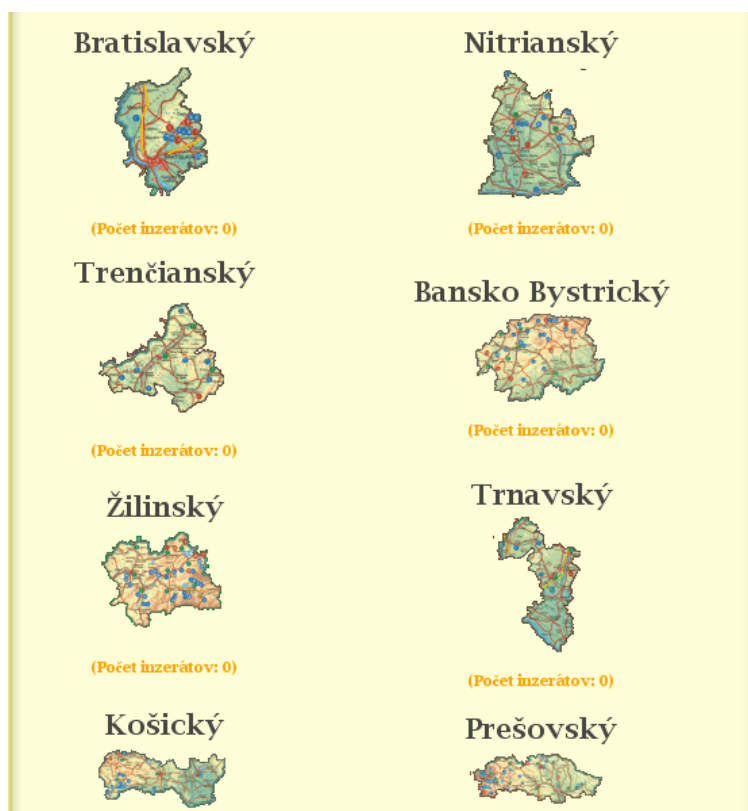 Bratislavský
Nitrianský
(Počet inzerátov: 0)
(Počet inzerátov: 0)
Trenčianský
Bansko Bystrický
(Počet inzerátov: 0)
(Počet inzerátov: 0)
Žilinský
Trnavský
(Počet inzerátov: 0)
(Počet inzerátov: 0)
Košický
Prešovský